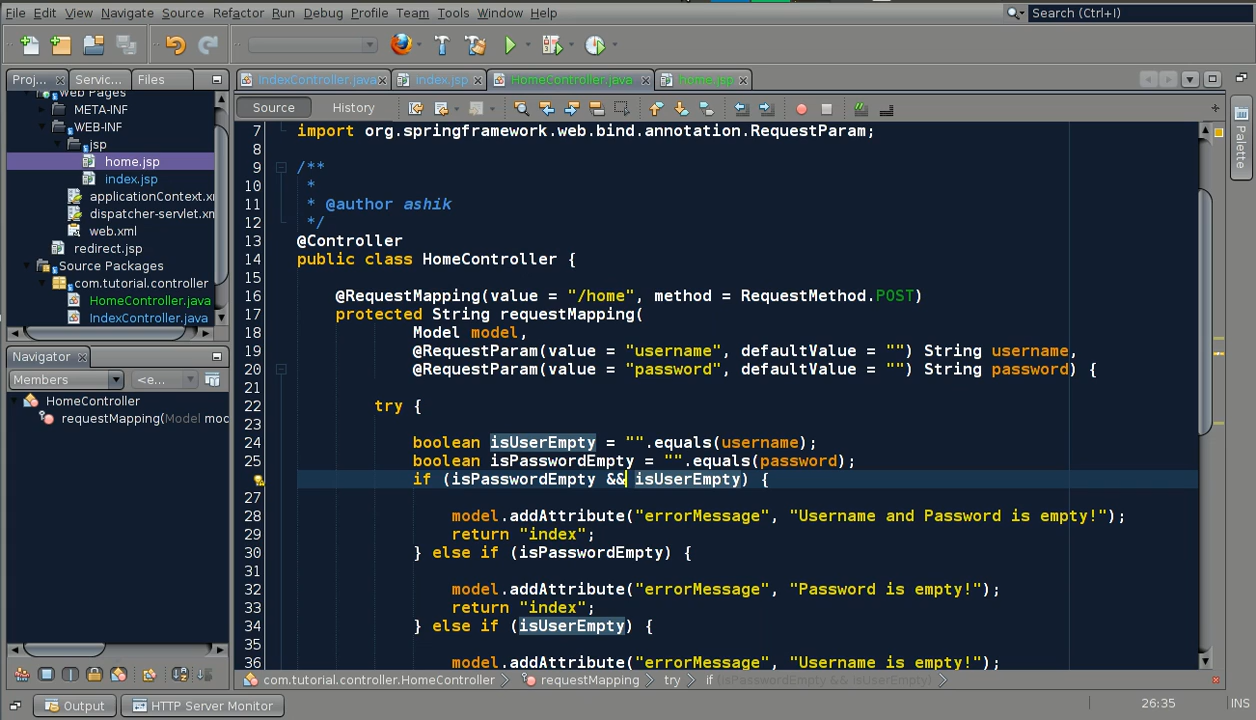 File Edit View Navigate Source Refactor Run Debug Profile Team Tools Window Help Search (Ctrl+I)
Proj... Servic... Files
IndexController.java index.jsp HomeController.java home.jsp
Source History
Web Pages
META-INF
WEB-INF
jsp
home.jsp
index.jsp
applicationContext.xm
dispatcher-servlet.xm
web.xml
redirect.jsp
Source Packages
com.tutorial.controller
HomeController.java
IndexController.java
Navigator
Members <e...
HomeController
requestMapping(Model mod
7 import org.springframework.web.bind.annotation.RequestParam;
8
9 /**
10 *
11 * @author ashik
12 */
13 @Controller
14 public class HomeController {
15
16 @RequestMapping(value = "/home", method = RequestMethod.POST)
17 protected String requestMapping(
18 Model model,
19 @RequestParam(value = "username", defaultValue = "") String username,
20 @RequestParam(value = "password", defaultValue = "") String password) {
21
22 try {
23
24 boolean isUserEmpty = "".equals(username);
25 boolean isPasswordEmpty = "".equals(password);
if (isPasswordEmpty && isUserEmpty) {
27
28 model.addAttribute("errorMessage", "Username and Password is empty!");
29 return "index";
30 } else if (isPasswordEmpty) {
31
32 model.addAttribute("errorMessage", "Password is empty!");
33 return "index";
34 } else if (isUserEmpty) {
35
36 model.addAttribute("errorMessage", "Username is empty!");
Palette
com.tutorial.controller.HomeController requestMapping try if (isPasswordEmpty && isUserEmpty)
Output HTTP Server Monitor 26:35 INS